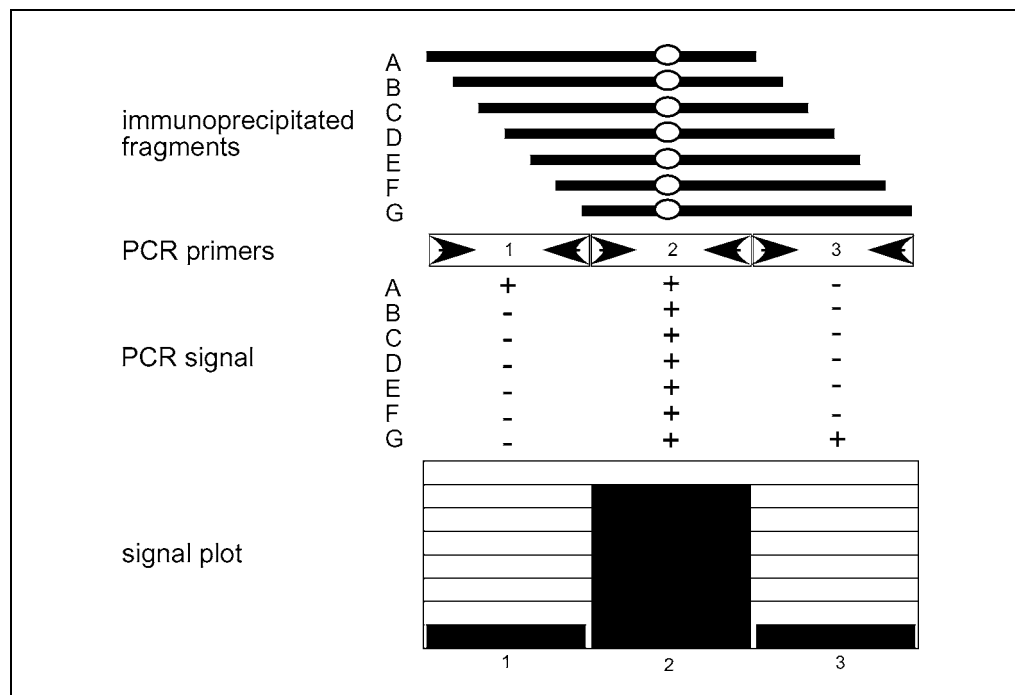 A
B
C
D
E
F
G
immunoprecipitated
fragments
PCR primers
1 2 3
PCR signal
A + + -
B - + -
C - + -
D - + -
E - + -
F - + -
G - + +
signal plot
1 2 3